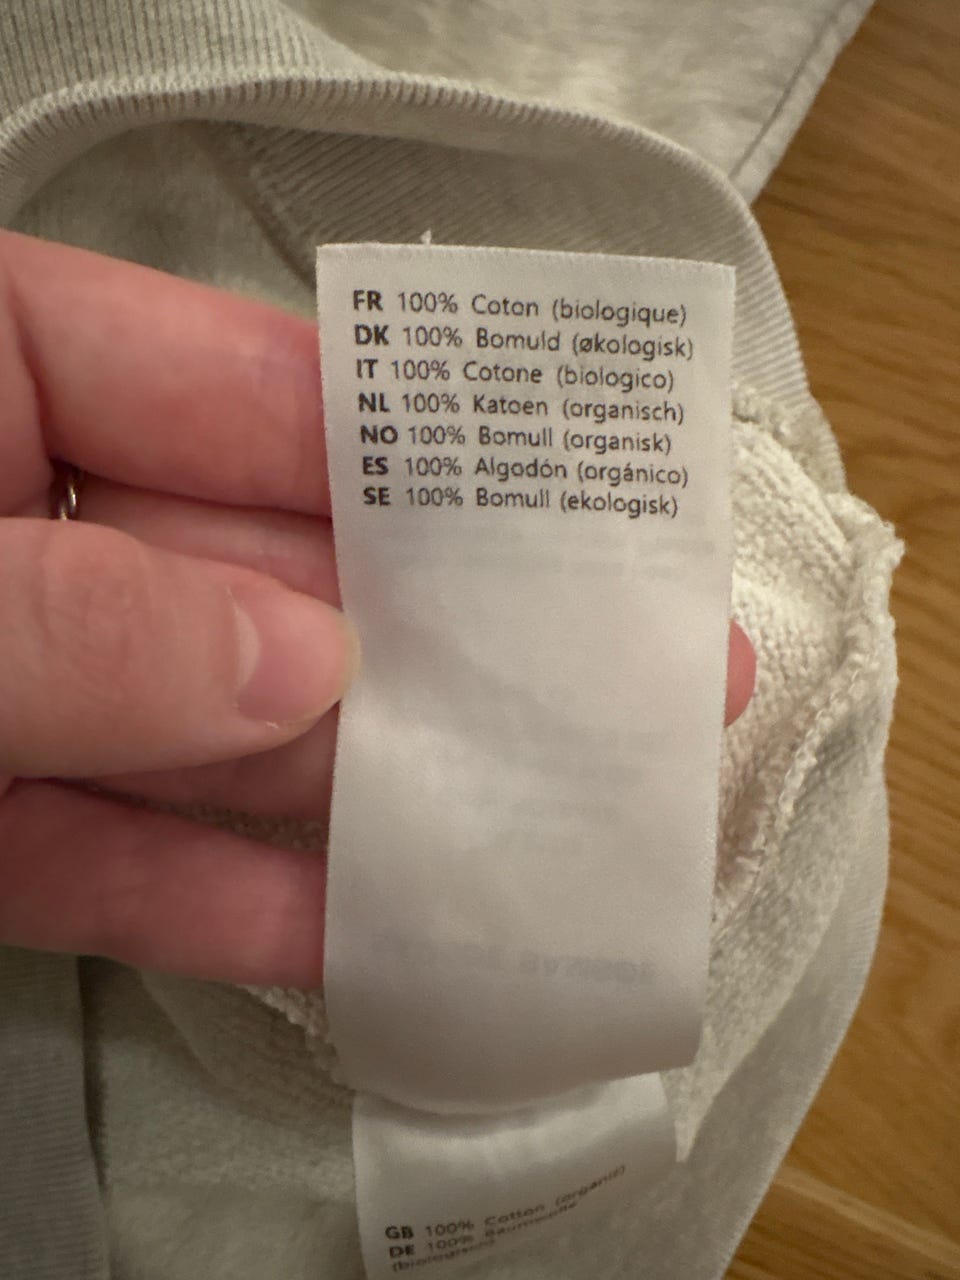 FR 100% Coton (biologique)
DK 100% Bomuld (økologisk)
IT 100% Cotone (biologico)
NL 100% Katoen (organisch)
NO 100% Bomull (organisk)
ES 100% Algodón (orgánico)
SE 100% Bomull (ekologisk)
GB 100% Cotton (organic)
DE 100% Baumwolle
(biologisch)